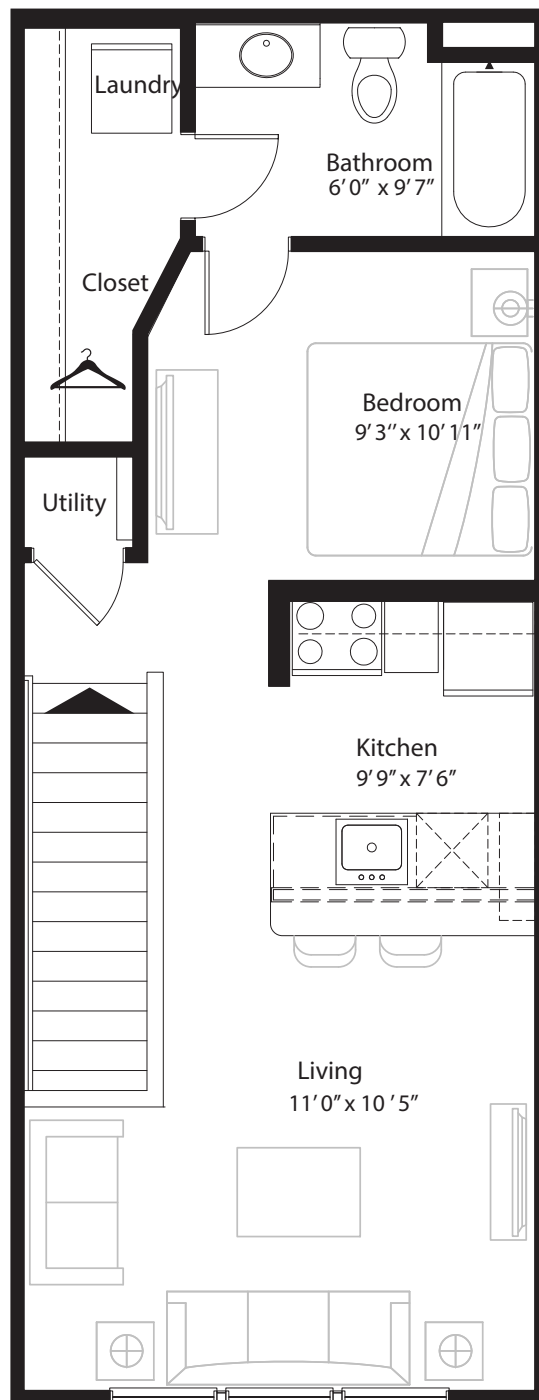 Laundry
Bathroom
6'0" x 9'7"
Closet
Bedroom
9'3" x 10'11"
Utility
Kitchen
9'9" x 7'6"
Living
11'0" x 10'5"